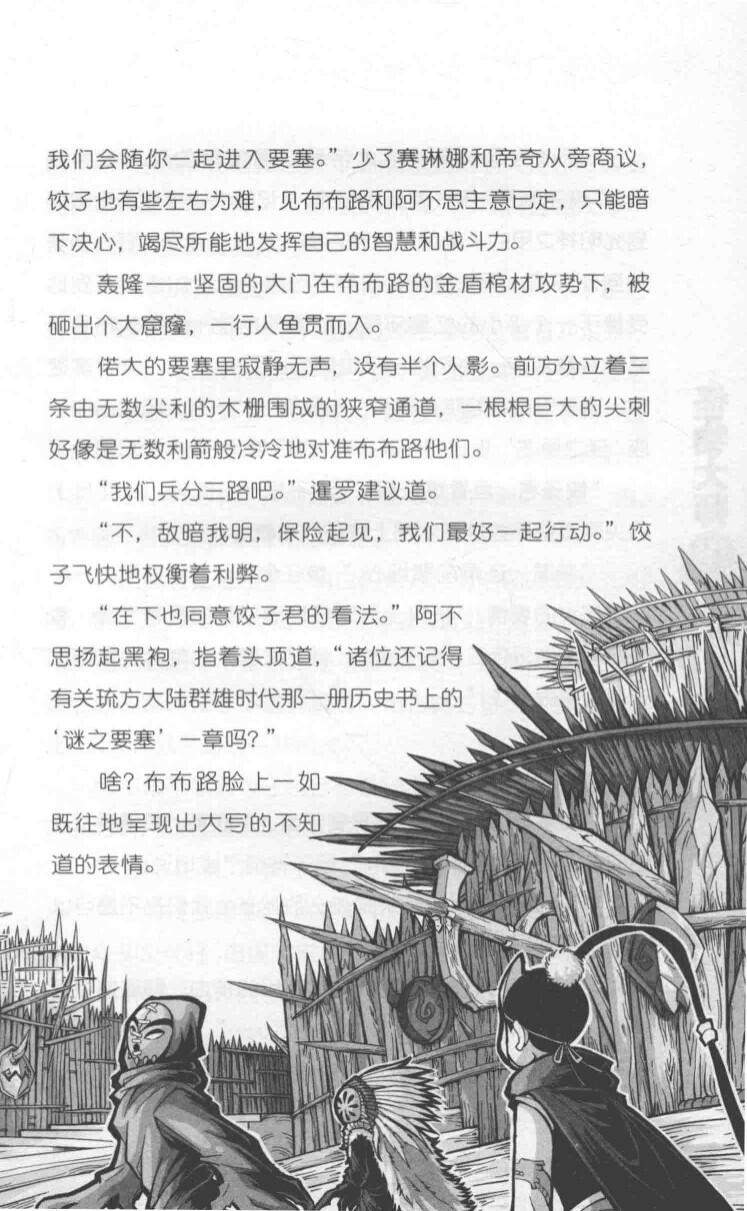 我们会随你一起进入要塞。”少了赛琳娜和帝奇从旁商议，
饺子也有些左右为难，见布布路和阿不思主意已定，只能暗
下决心，竭尽所能地发挥自己的智慧和战斗力。
轰隆——坚固的大门在布布路的金盾棺材攻势下，被
砸出个大窟窿，一行人鱼贯而入。
偌大的要塞里寂静无声，没有半个人影。前方分立着三
条由无数尖利的木栅围成的狭窄通道，一根根巨大的尖刺
好像是无数利箭般冷冷地对准布布路他们。
“我们兵分三路吧。”暹罗建议道。
“不，敌暗我明，保险起见，我们最好一起行动。”饺
子飞快地权衡着利弊。
“在下也同意饺子君的看法。”阿不
思扬起黑袍，指着头顶道，“诸位还记得
有关琉方大陆群雄时代那一册历史书上的
‘谜之要塞’一章吗？”
啥？布布路脸上一如
既往地呈现出大写的不知
道的表情。